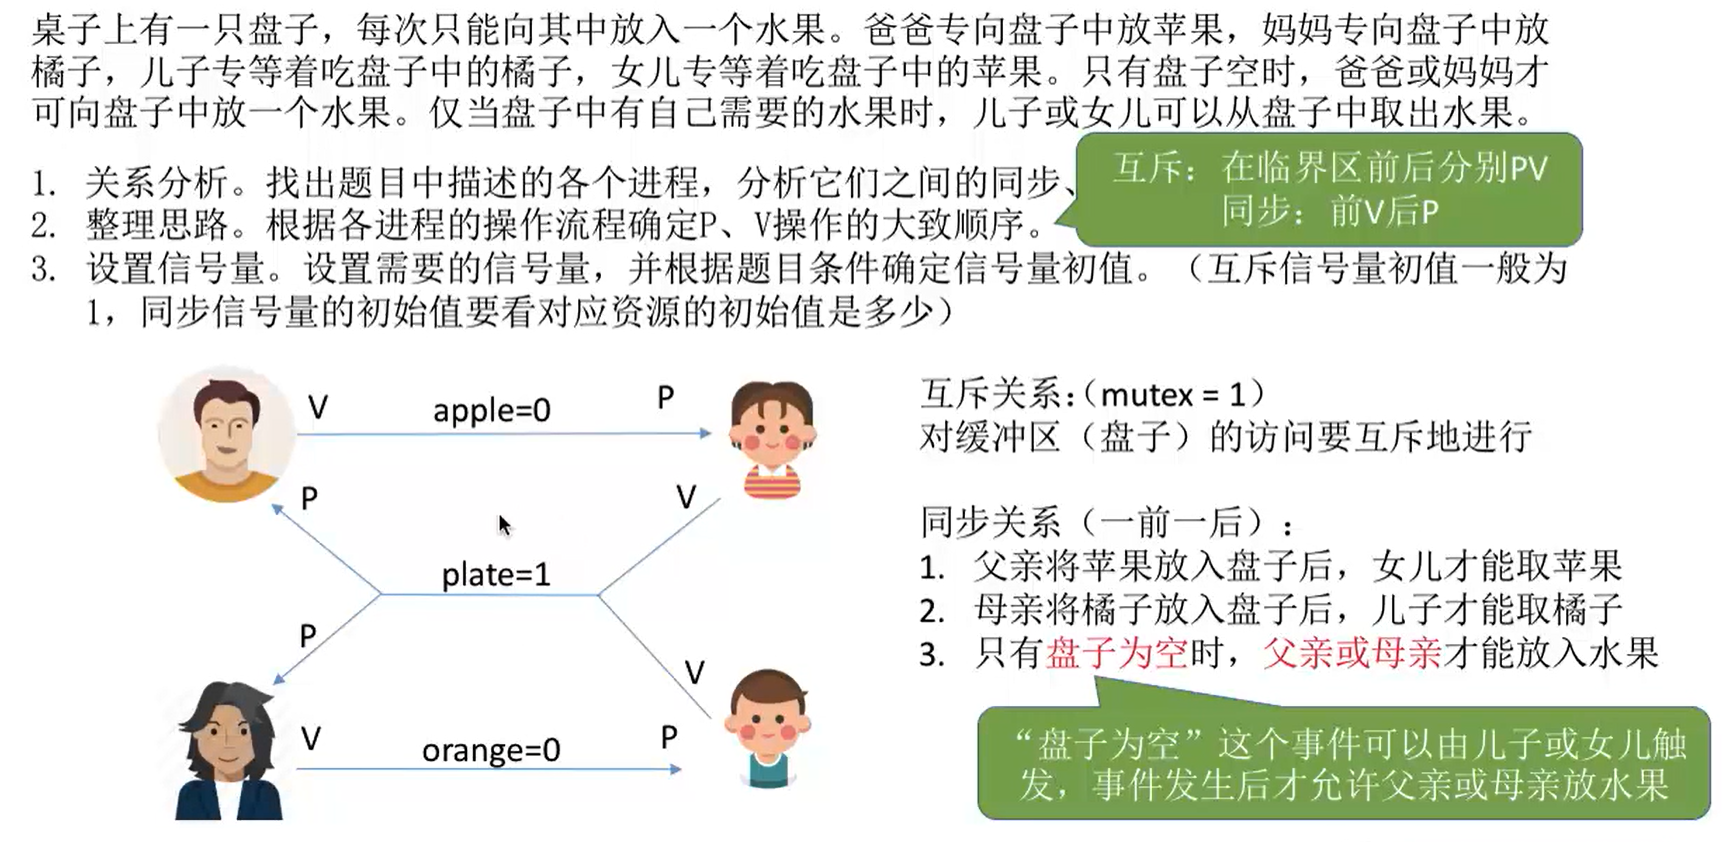 桌子上有一只盘子，每次只能向其中放入一个水果。爸爸专向盘子中放苹果，妈妈专向盘子中放
橘子，儿子专等着吃盘子中的橘子，女儿专等着吃盘子中的苹果。只有盘子空时，爸爸或妈妈才
可向盘子中放一个水果。仅当盘子中有自己需要的水果时，儿子或女儿可以从盘子中取出水果。
1. 关系分析。找出题目中描述的各个进程，分析它们之间的同步、
2. 整理思路。根据各进程的操作流程确定P、V操作的大致顺序。
3. 设置信号量。设置需要的信号量，并根据题目条件确定信号量初值。（互斥信号量初值一般为
1，同步信号量的初始值要看对应资源的初始值是多少）
互斥：在临界区前后分别PV
同步：前V后P
V apple=0 P
P V
plate=1
P V
V orange=0 P
互斥关系：（mutex = 1）
对缓冲区（盘子）的访问要互斥地进行
同步关系（一前一后）：
1. 父亲将苹果放入盘子后，女儿才能取苹果
2. 母亲将橘子放入盘子后，儿子才能取橘子
3. 只有盘子为空时，父亲或母亲才能放入水果
“盘子为空”这个事件可以由儿子或女儿触
发，事件发生后才允许父亲或母亲放水果